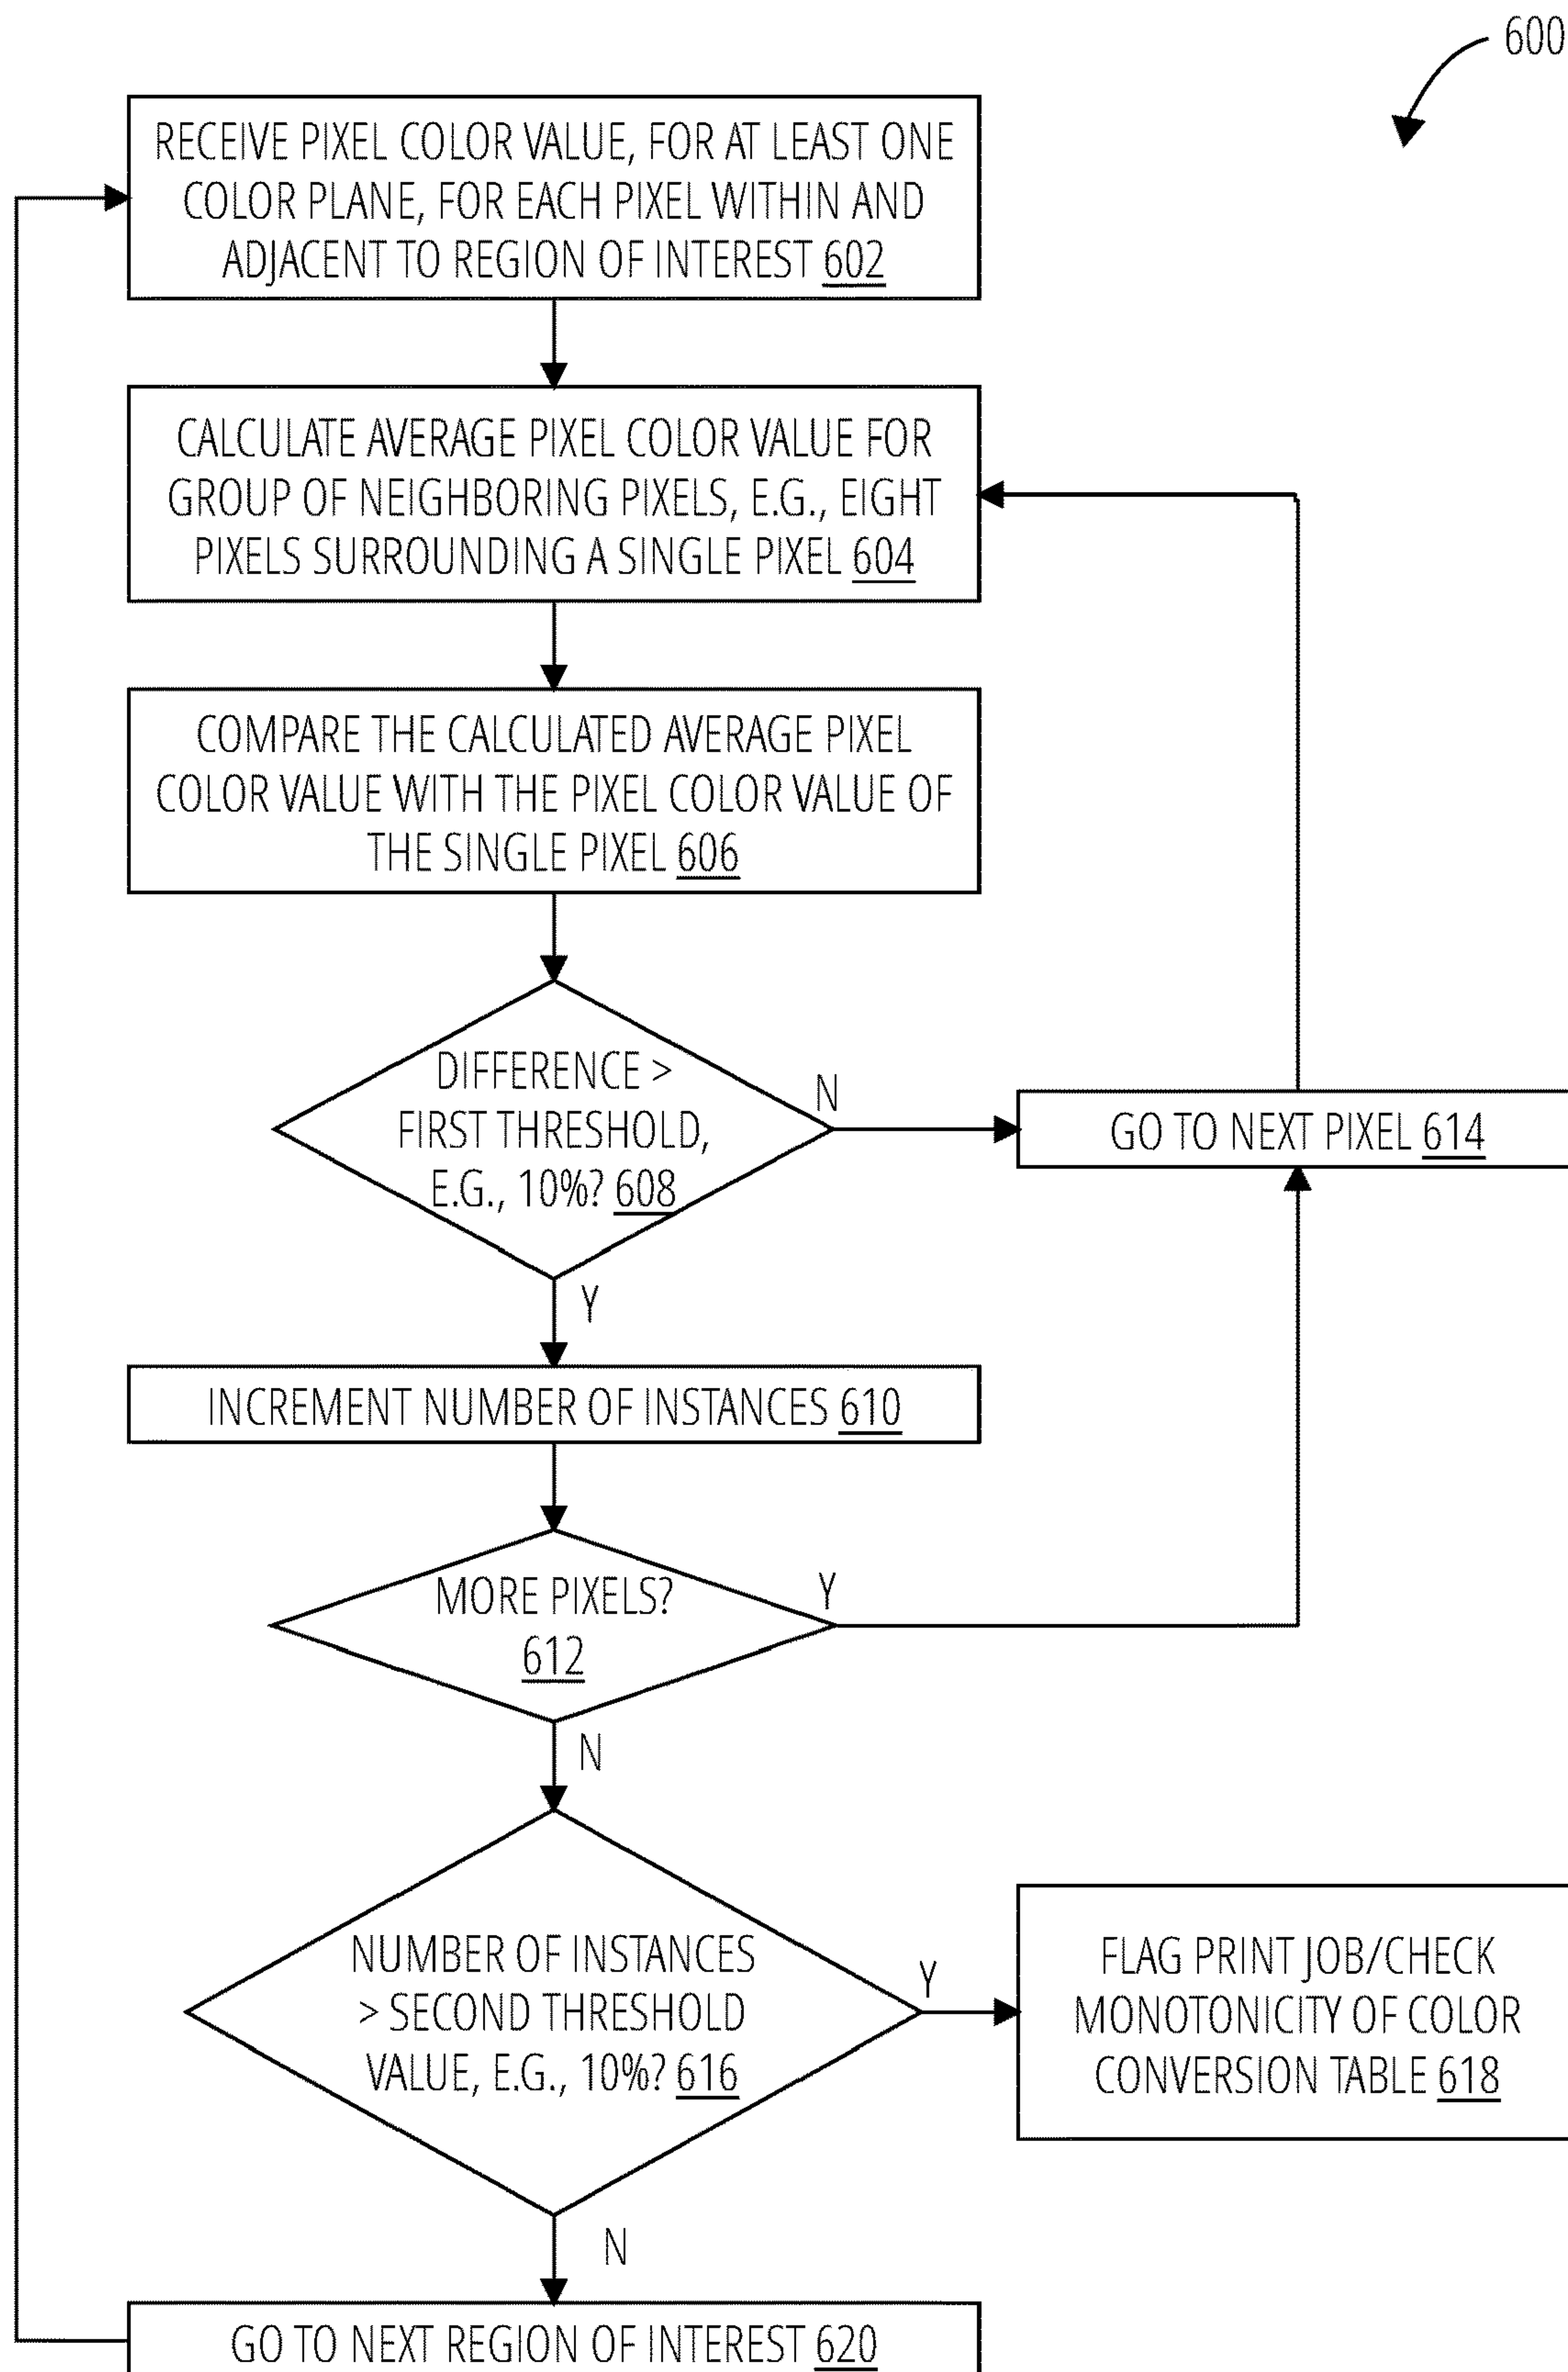 600
RECEIVE PIXEL COLOR VALUE, FOR AT LEAST ONE
COLOR PLANE, FOR EACH PIXEL WITHIN AND
ADJACENT TO REGION OF INTEREST 602
CALCULATE AVERAGE PIXEL COLOR VALUE FOR
GROUP OF NEIGHBORING PIXELS, E.G., EIGHT
PIXELS SURROUNDING A SINGLE PIXEL 604
COMPARE THE CALCULATED AVERAGE PIXEL
COLOR VALUE WITH THE PIXEL COLOR VALUE OF
THE SINGLE PIXEL 606
DIFFERENCE >
FIRST THRESHOLD,
E.G., 10%? 608
N
GO TO NEXT PIXEL 614
Y
INCREMENT NUMBER OF INSTANCES 610
MORE PIXELS?
612
Y
N
NUMBER OF INSTANCES
> SECOND THRESHOLD
VALUE, E.G., 10%? 616
Y
FLAG PRINT JOB/CHECK
MONOTONICITY OF COLOR
CONVERSION TABLE 618
N
GO TO NEXT REGION OF INTEREST 620